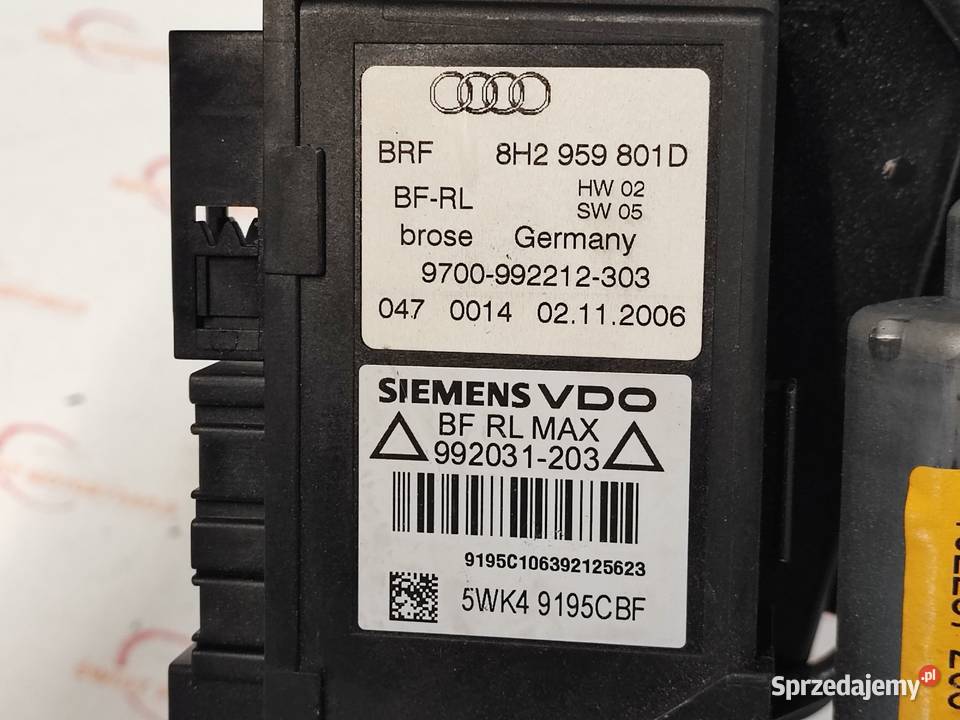 BRF 8H2 959 801D
BF-RL HW 02
SW 05
brose Germany
9700-992212-303
047 0014 02.11.2006
SIEMENS VDO
BF RL MAX
992031-203
9195C106392125623
5WK4 9195CBF
Sprzedajemy.pl